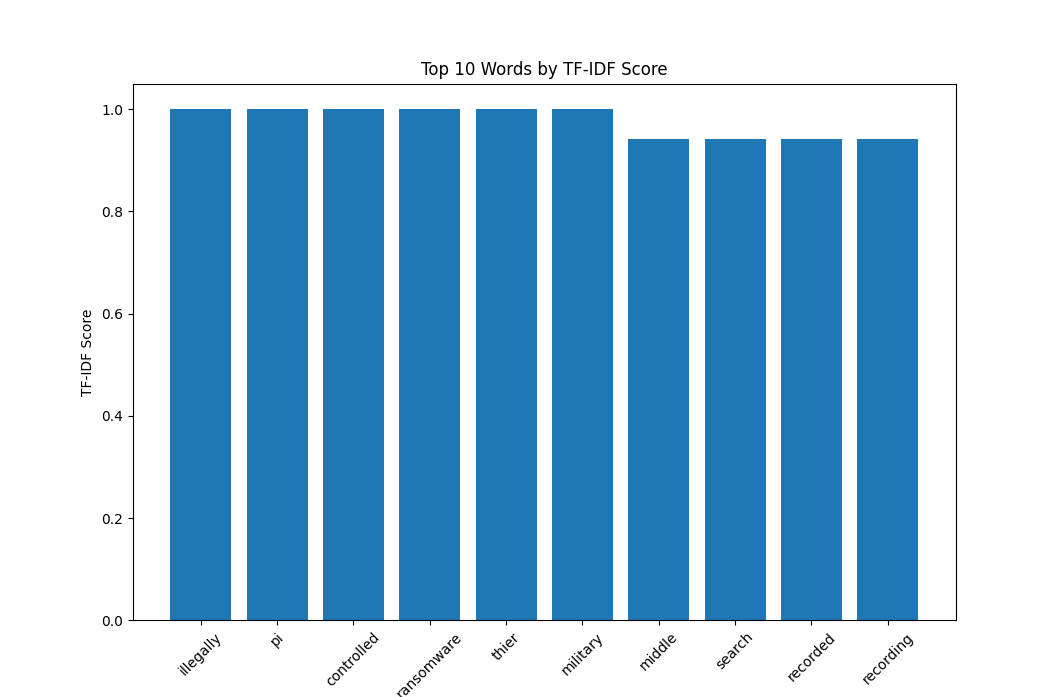 Top 10 Words by TF-IDF Score
TF-IDF Score
1.0
0.8
0.6
0.4
0.2
0.0
illegally
pi
controlled
ransomware
thier
military
middle
search
recorded
recording